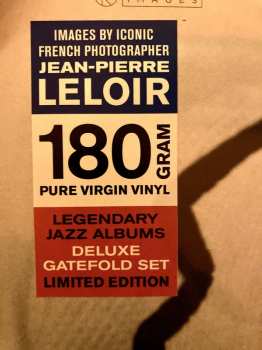 IMAGES
IMAGES BY ICONIC
FRENCH PHOTOGRAPHER
JEAN-PIERRE
LELOIR
180 GRAM
PURE VIRGIN VINYL
LEGENDARY
JAZZ ALBUMS
DELUXE
GATEFOLD SET
LIMITED EDITION